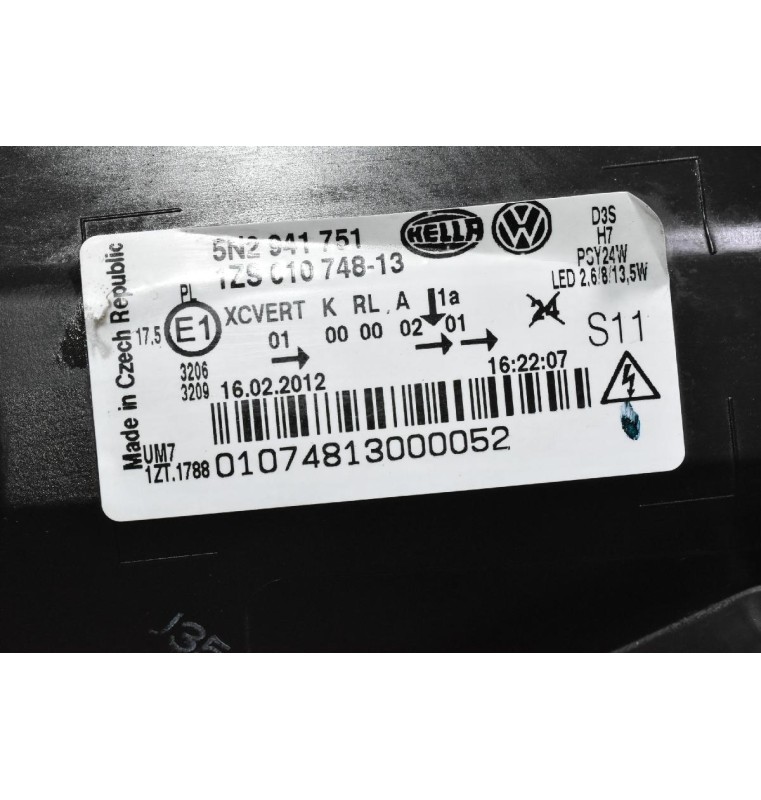 Made in Czech Republic
5N2 941 751
1ZS 010 748-13
HELLA
VW
D3S
H7
PSY24W
LED 2,6/8/13,5W
PL
17.5 E1
XCVERT K RL, A 1a
01 00 00 02 01
24
S11
3206
3209
16.02.2012
16:22:07
UM7
1ZT.1788
01074813000052